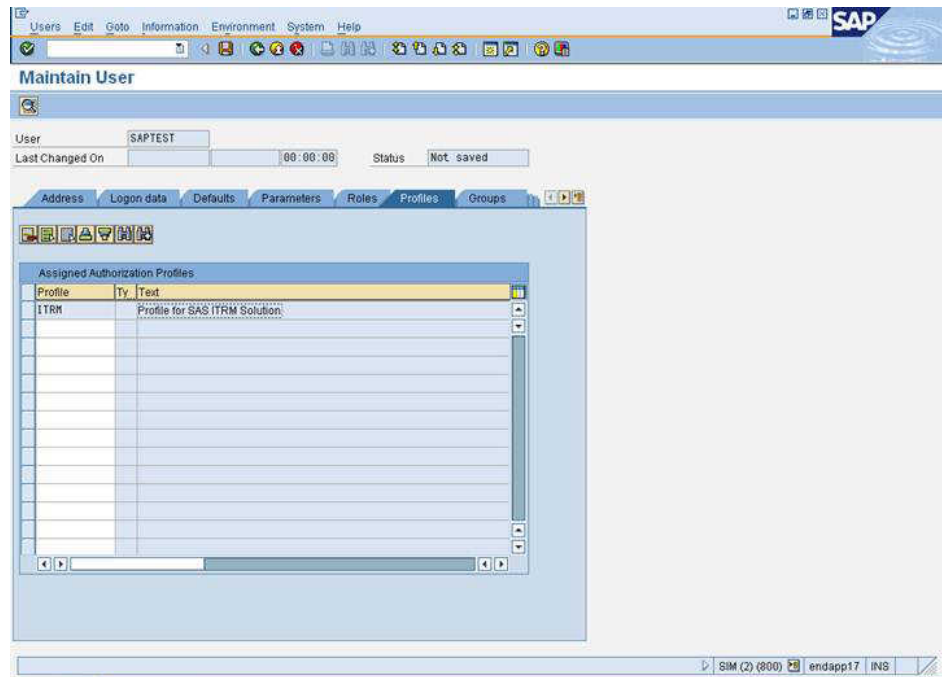 Users Edit Goto Information Environment System Help
SAP
Maintain User
User SAPTEST
Last Changed On 00:00:00 Status Not saved
Address Logon data Defaults Parameters Roles Profiles Groups
Assigned Authorization Profiles
Profile Ty. Text
ITRM Profile for SAS ITRM Solution
SIM (2) (800) endapp17 INS